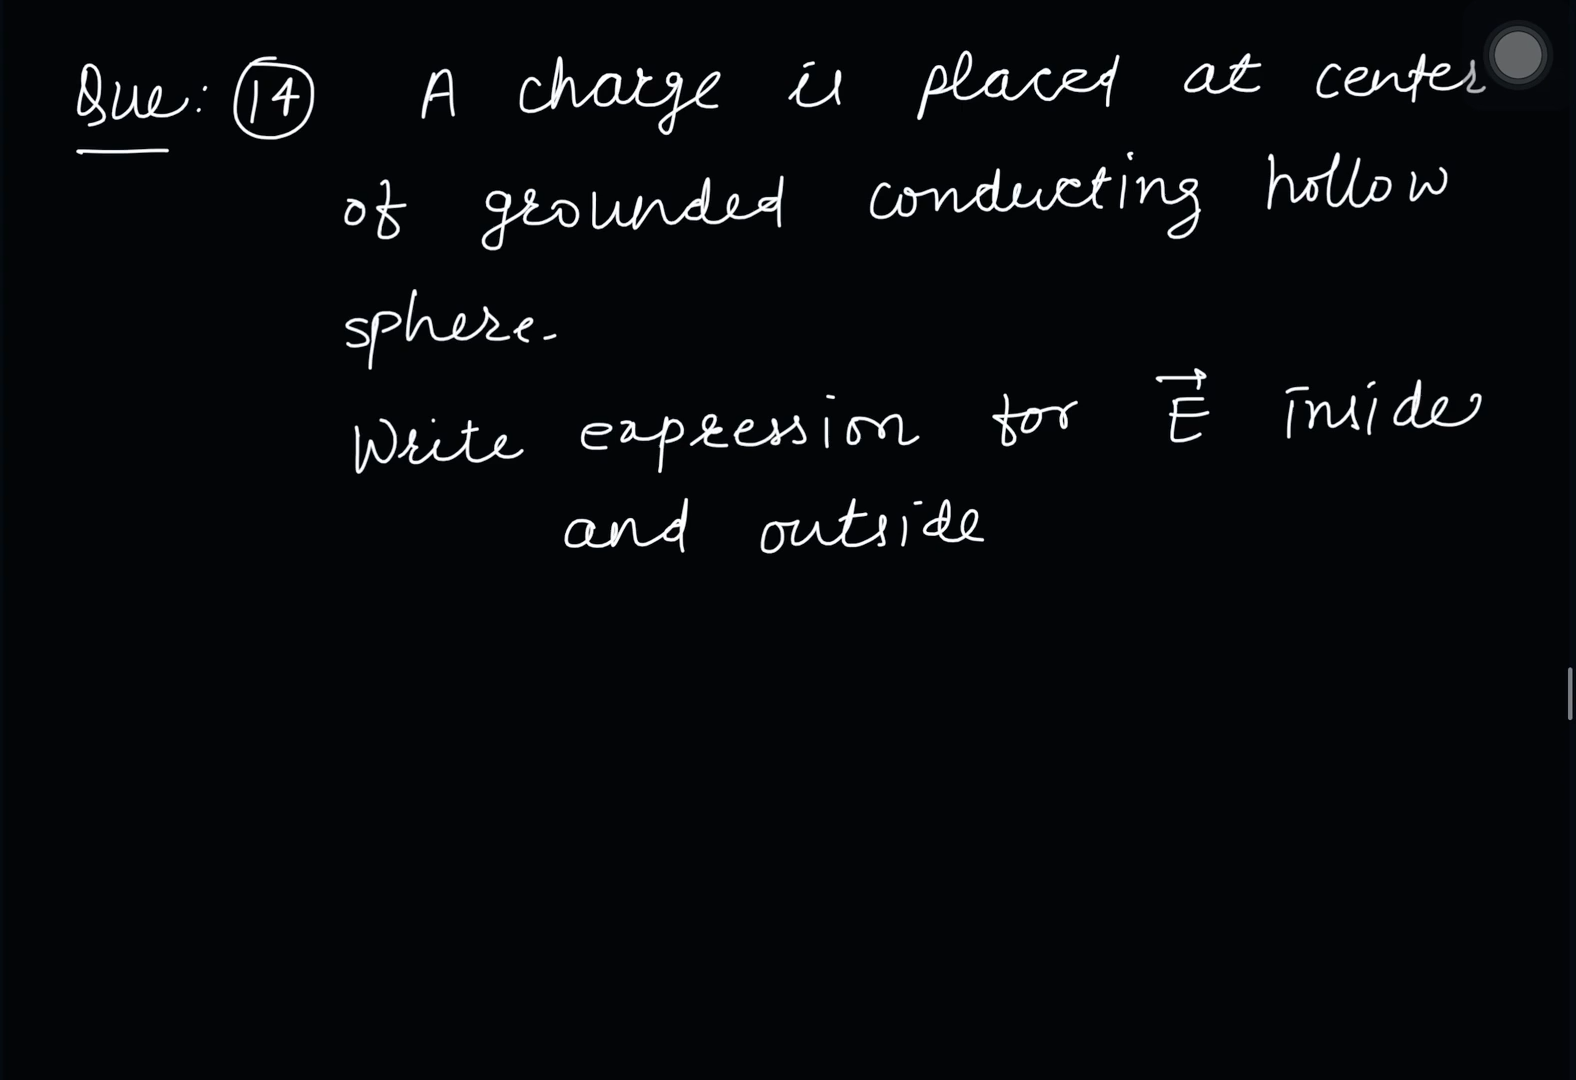 Que: 14 A charge is placed at center
of grounded conducting hollow
sphere.
Write expression for E inside
and outside